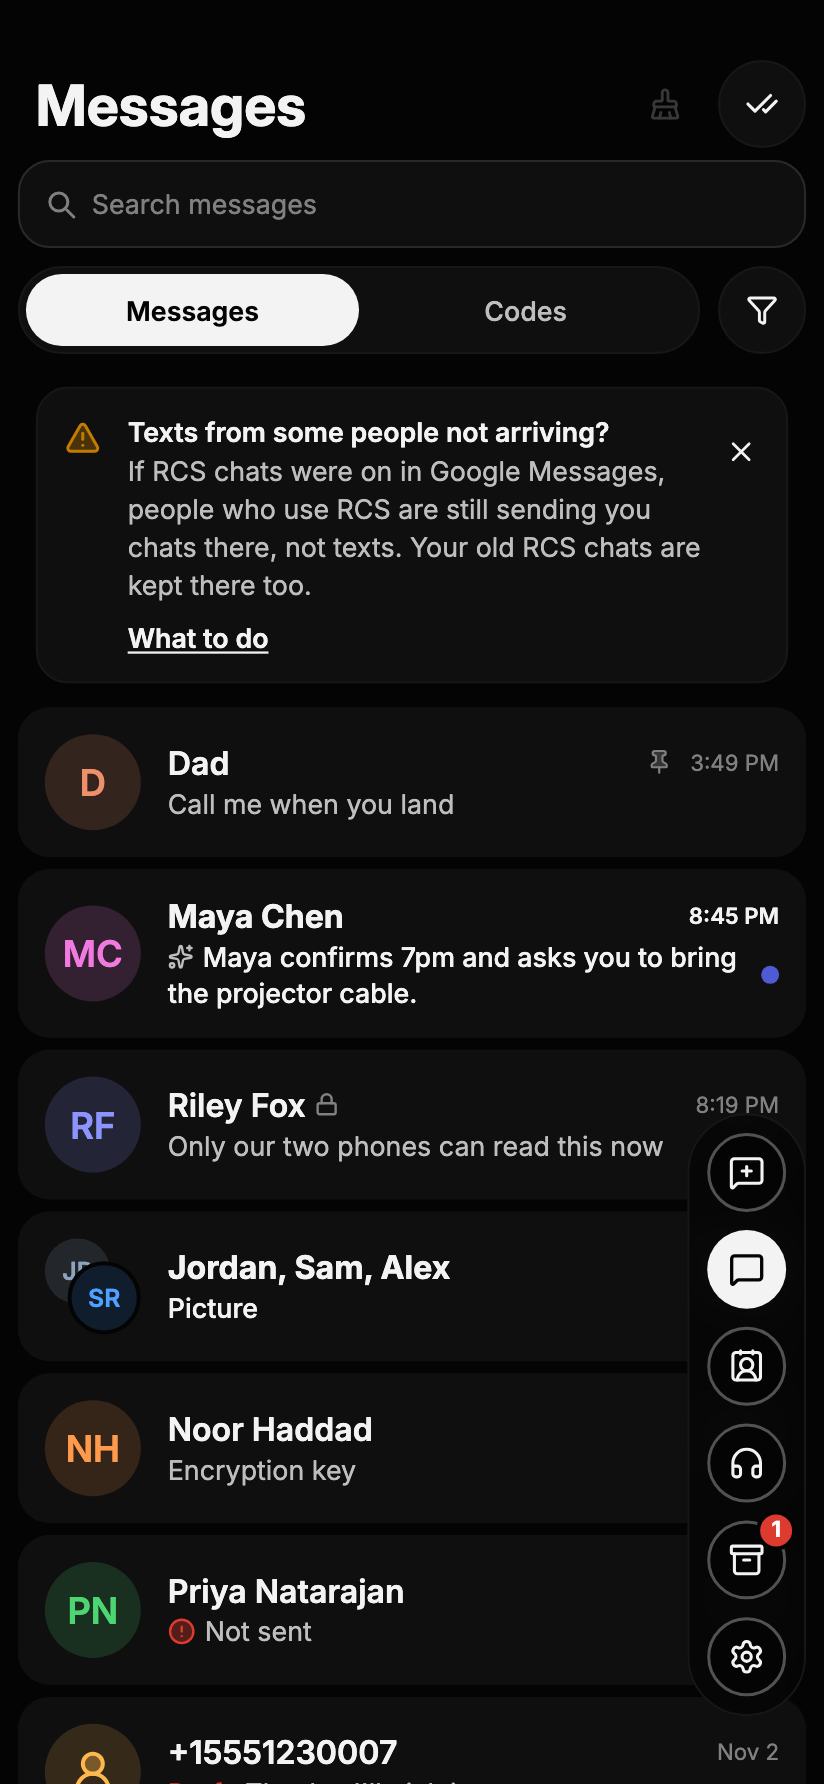 Messages
Search messages
Messages
Codes
Texts from some people not arriving?
If RCS chats were on in Google Messages,
people who use RCS are still sending you
chats there, not texts. Your old RCS chats are
kept there too.
What to do
D
Dad
3:49 PM
Call me when you land
MC
Maya Chen
8:45 PM
Maya confirms 7pm and asks you to bring
the projector cable.
RF
Riley Fox
8:19 PM
Only our two phones can read this now
SR
Jordan, Sam, Alex
Picture
NH
Noor Haddad
Encryption key
1
PN
Priya Natarajan
Not sent
+15551230007
Nov 2